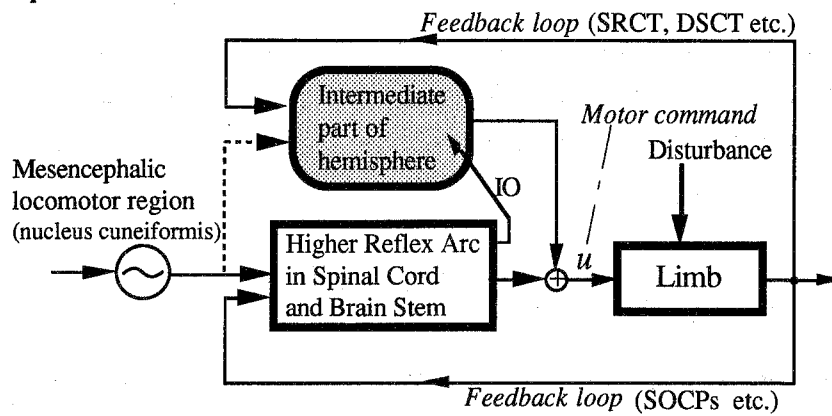 Feedback loop (SRCT, DSCT etc.)
Intermediate
part of
hemisphere
Motor command
Disturbance
Mesencephalic
locomotor region
(nucleus cuneiformis)
IO
Higher Reflex Arc
in Spinal Cord
and Brain Stem
+
u
Limb
Feedback loop (SOCPs etc.)